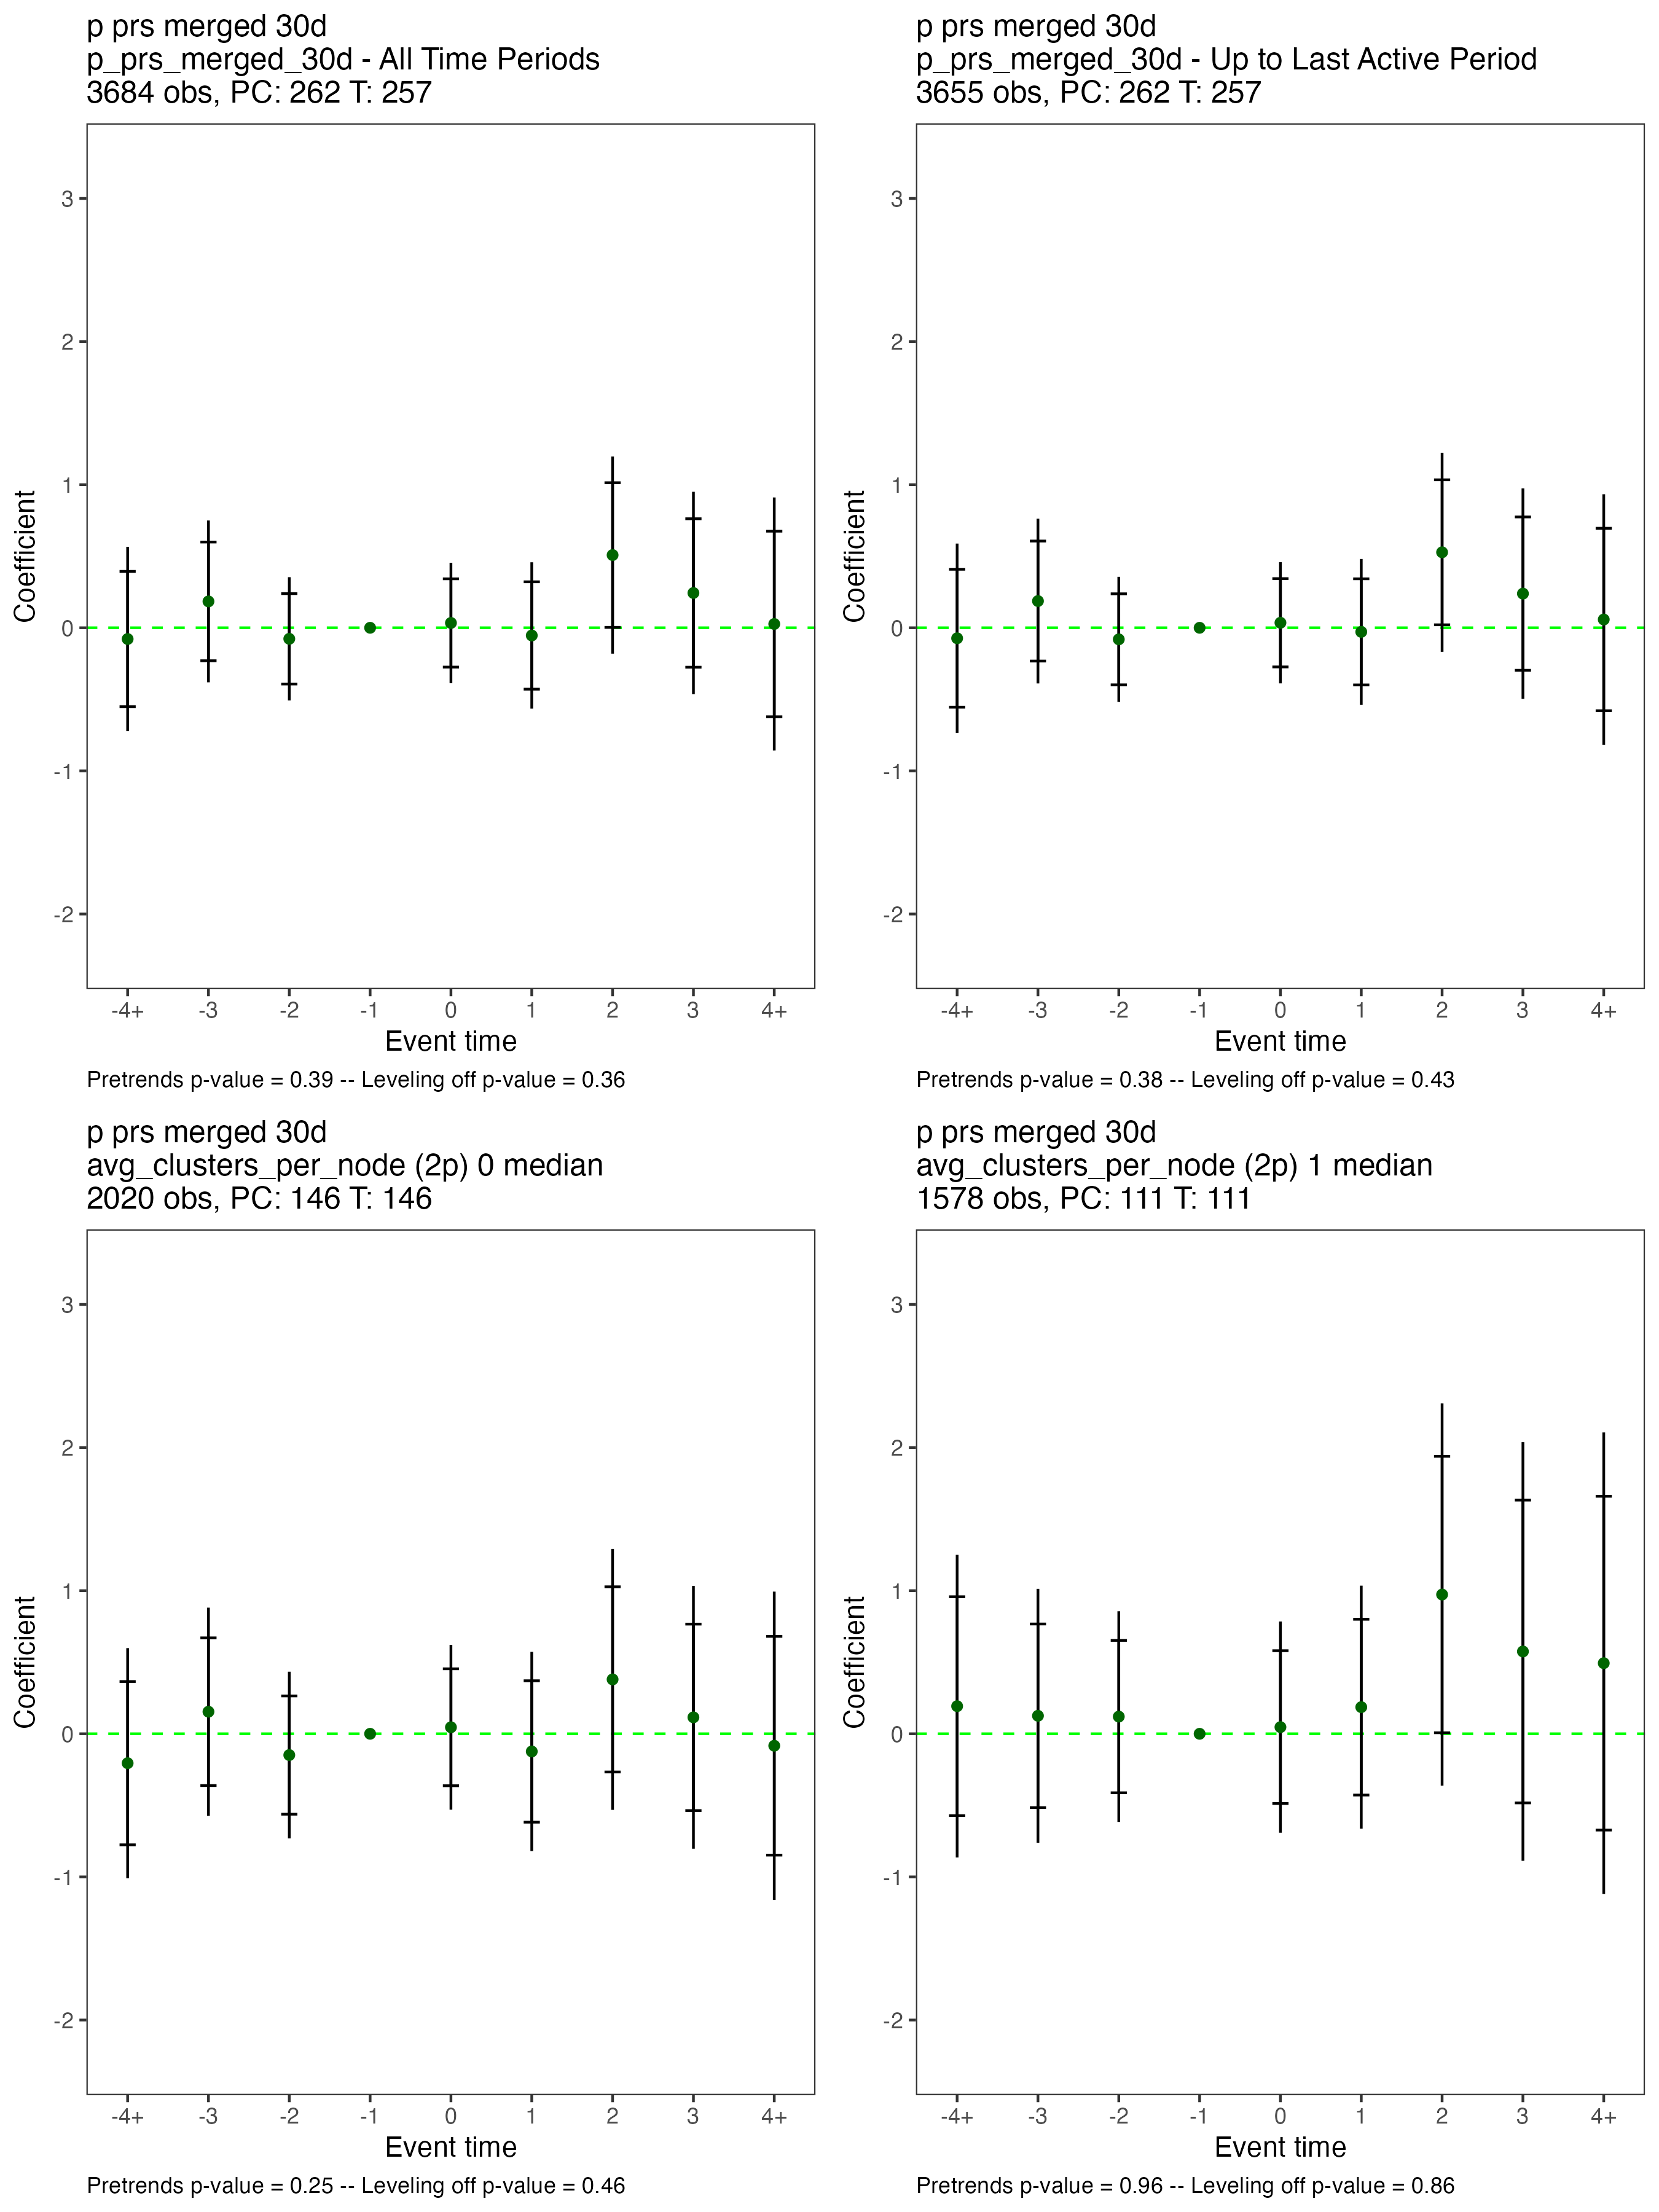 p prs merged 30d
p_prs_merged_30d - All Time Periods
3684 obs, PC: 262 T: 257
3
2
1
0
-1
-2
Coefficient
-4+ -3 -2 -1 0 1 2 3 4+
Event time
Pretrends p-value = 0.39 -- Leveling off p-value = 0.36
p prs merged 30d
p_prs_merged_30d - Up to Last Active Period
3655 obs, PC: 262 T: 257
3
2
1
0
-1
-2
Coefficient
-4+ -3 -2 -1 0 1 2 3 4+
Event time
Pretrends p-value = 0.38 -- Leveling off p-value = 0.43
p prs merged 30d
avg_clusters_per_node (2p) 0 median
2020 obs, PC: 146 T: 146
3
2
1
0
-1
-2
Coefficient
-4+ -3 -2 -1 0 1 2 3 4+
Event time
Pretrends p-value = 0.25 -- Leveling off p-value = 0.46
p prs merged 30d
avg_clusters_per_node (2p) 1 median
1578 obs, PC: 111 T: 111
3
2
1
0
-1
-2
Coefficient
-4+ -3 -2 -1 0 1 2 3 4+
Event time
Pretrends p-value = 0.96 -- Leveling off p-value = 0.86